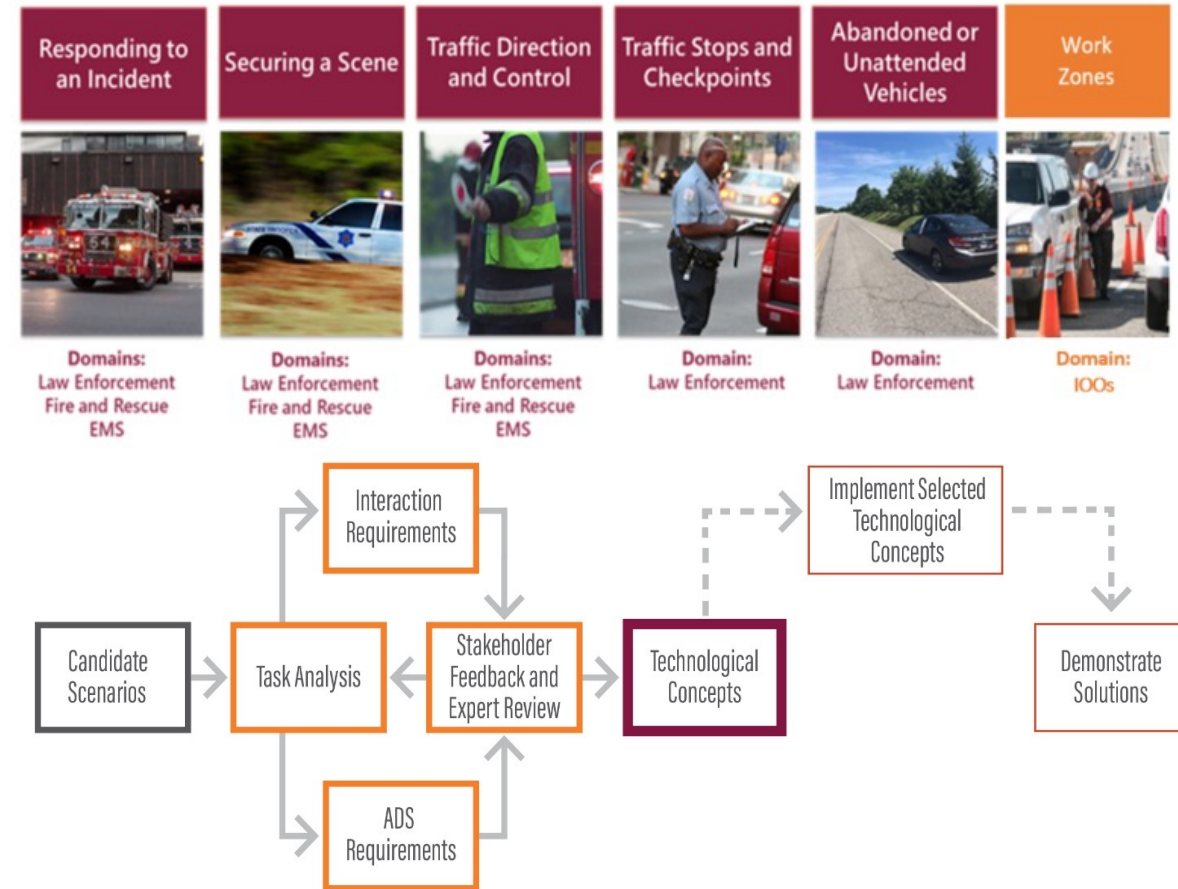 Responding to
an Incident
Securing a Scene
Traffic Direction
and Control
Traffic Stops and
Checkpoints
Abandoned or
Unattended
Vehicles
Work
Zones
64
STATE TROOPER
Domains:
Law Enforcement
Fire and Rescue
EMS
Domains:
Law Enforcement
Fire and Rescue
EMS
Domains:
Law Enforcement
Fire and Rescue
EMS
Domain:
Law Enforcement
Domain:
Law Enforcement
Domain:
IOOs
Interaction
Requirements
Implement Selected
Technological
Concepts
Candidate
Scenarios
Task Analysis
Stakeholder
Feedback and
Expert Review
Technological
Concepts
Demonstrate
Solutions
ADS
Requirements